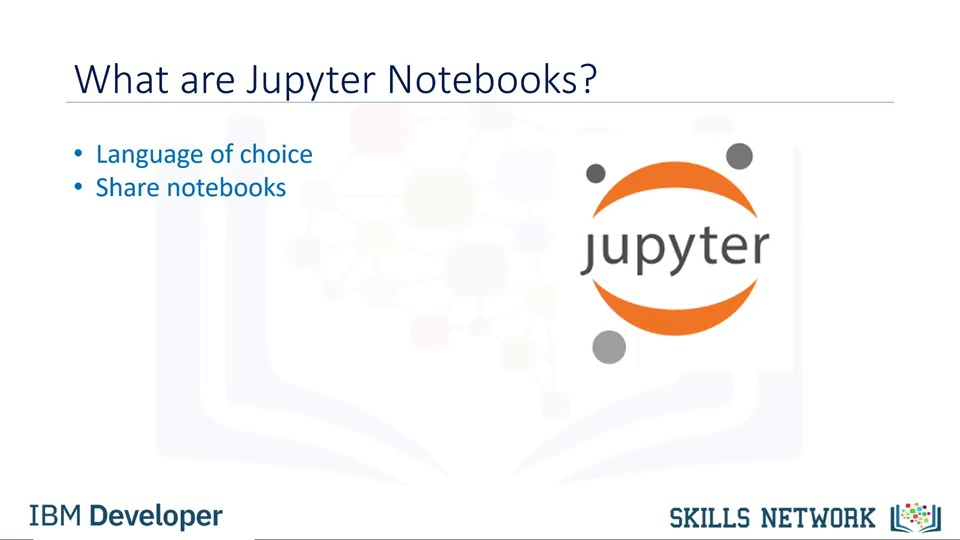 What are Jupyter Notebooks?
• Language of choice
• Share notebooks
jupyter
IBM Developer
SKILLS NETWORK